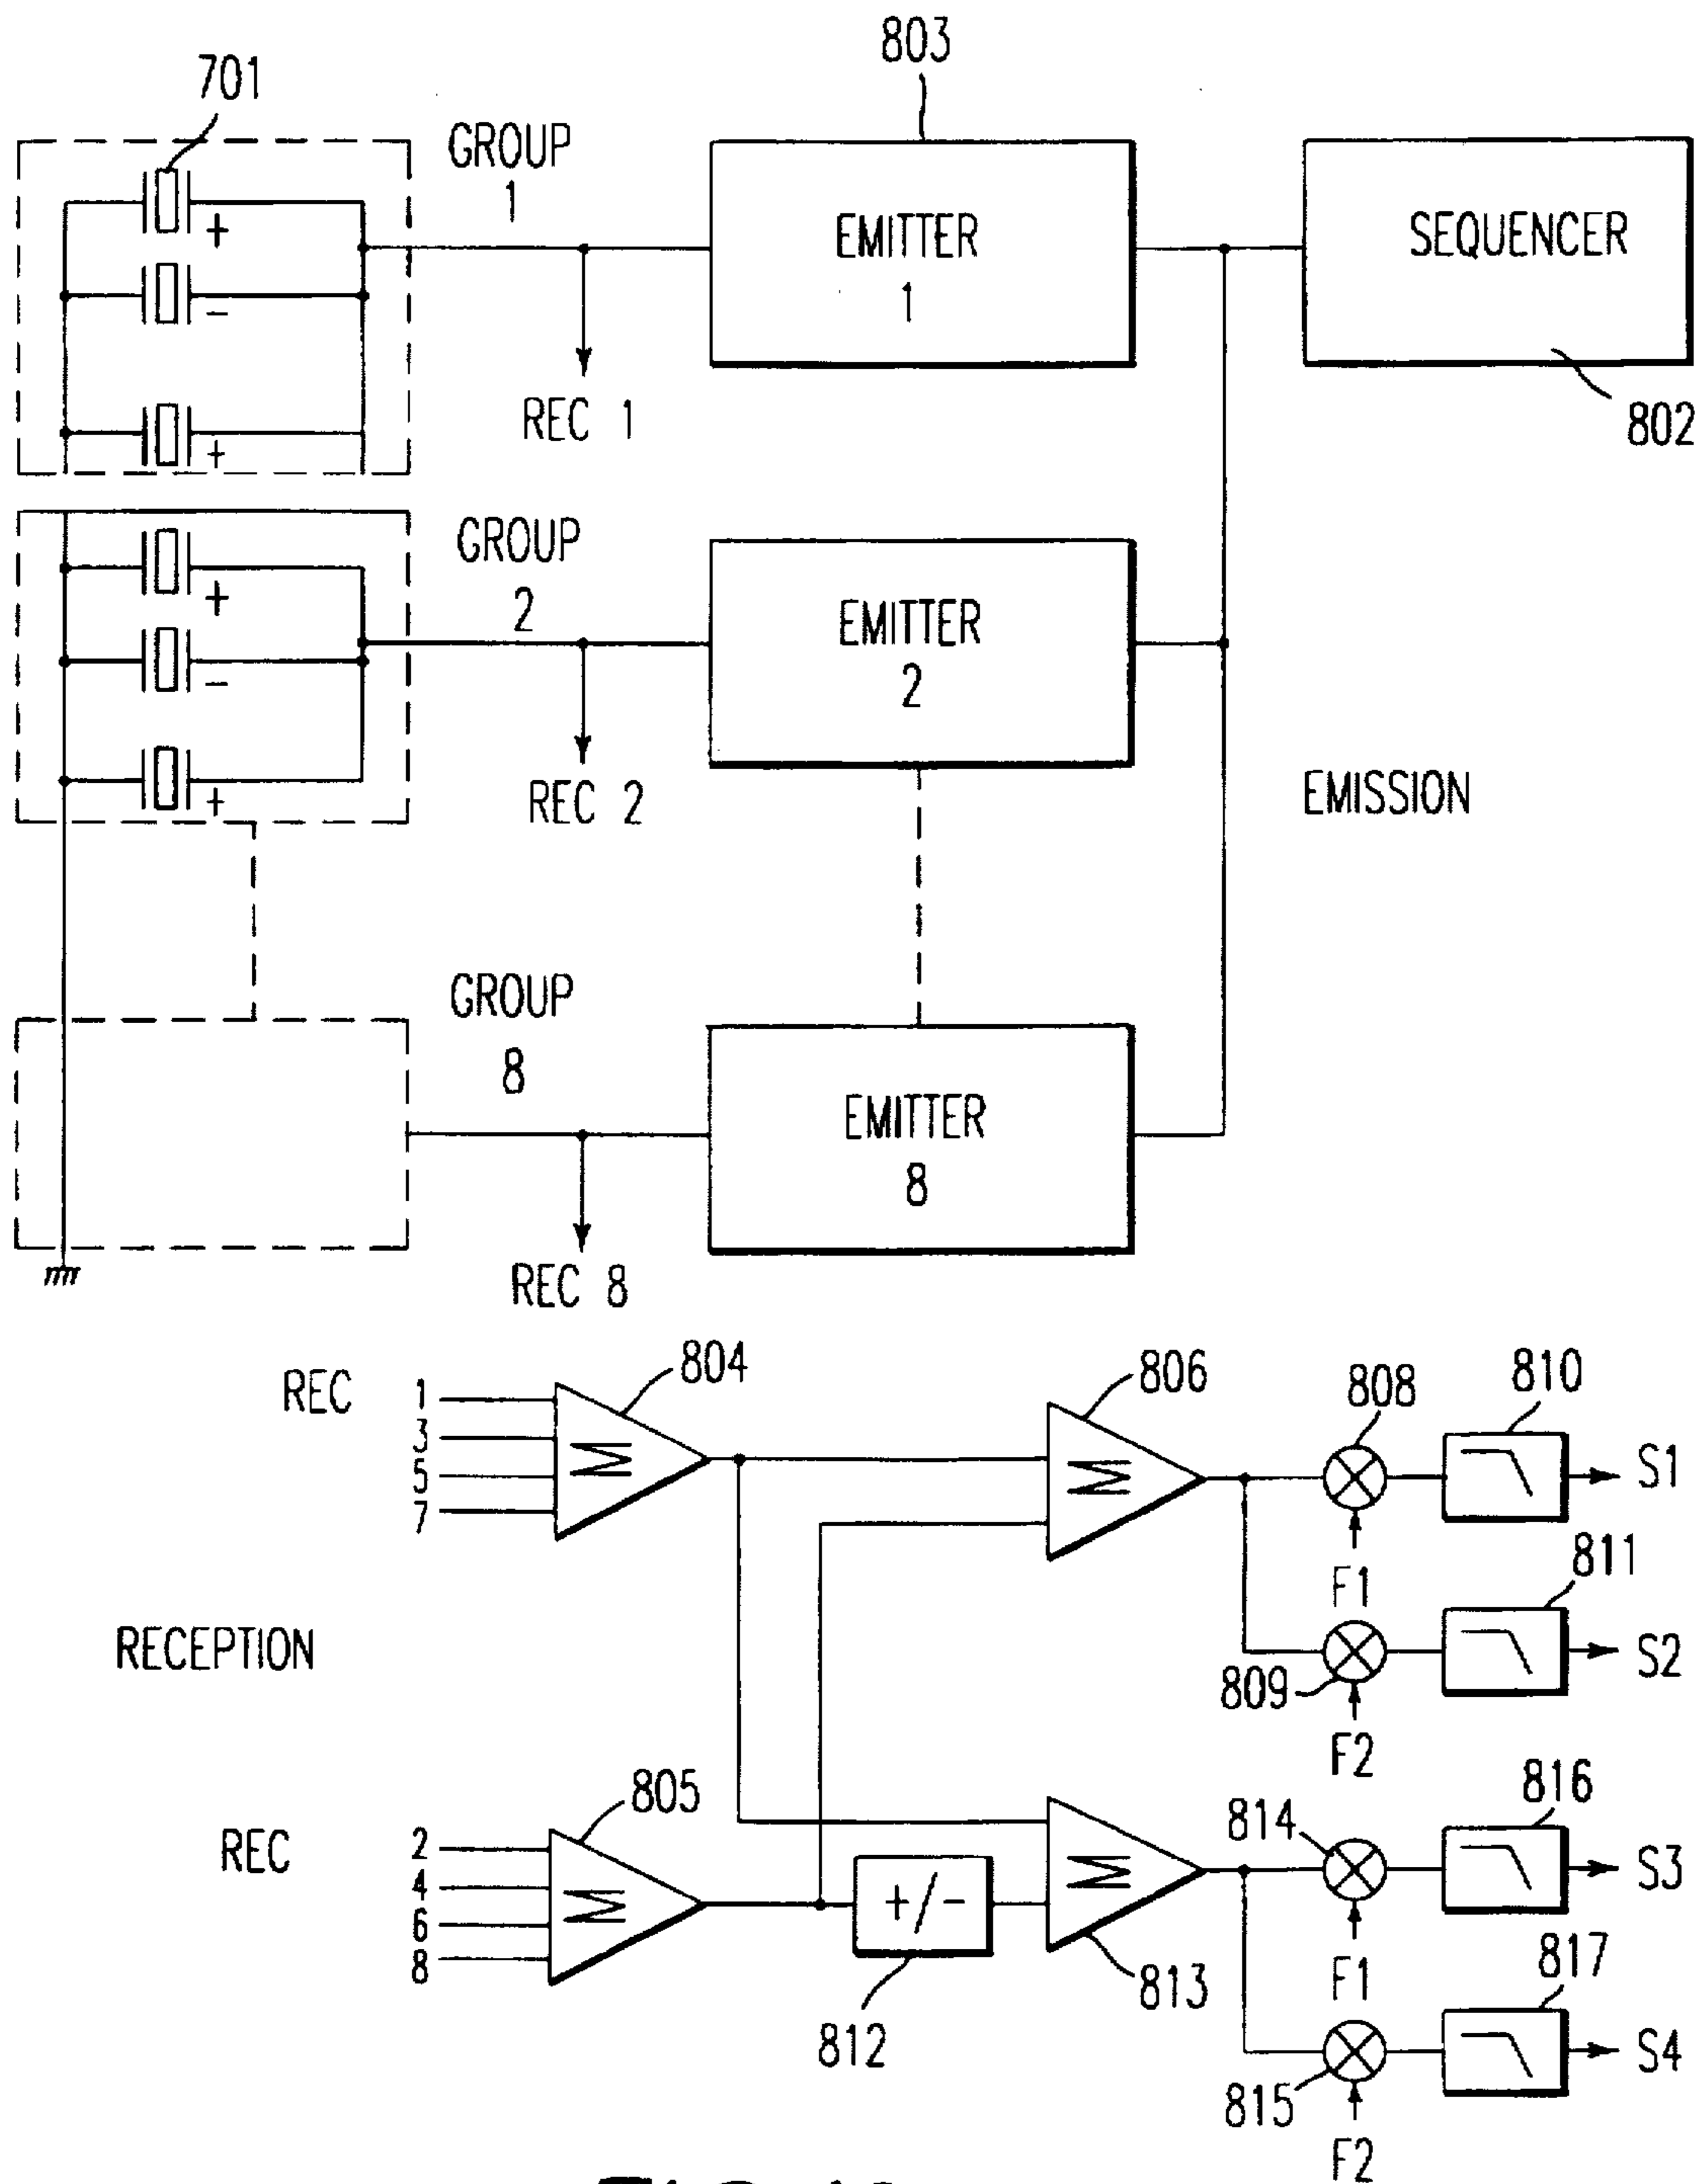 803
701
GROUP
1
+
-
+
EMITTER
1
SEQUENCER
REC 1
802
GROUP
2
+
-
+
EMITTER
2
REC 2
EMISSION
GROUP
8
EMITTER
8
REC 8
REC
1
3
5
7
804
Σ
806
Σ
808
810
S1
F1
811
RECEPTION
809
S2
F2
REC
2
4
6
8
805
Σ
+/-
812
Σ
813
814
816
S3
F1
817
815
S4
F2